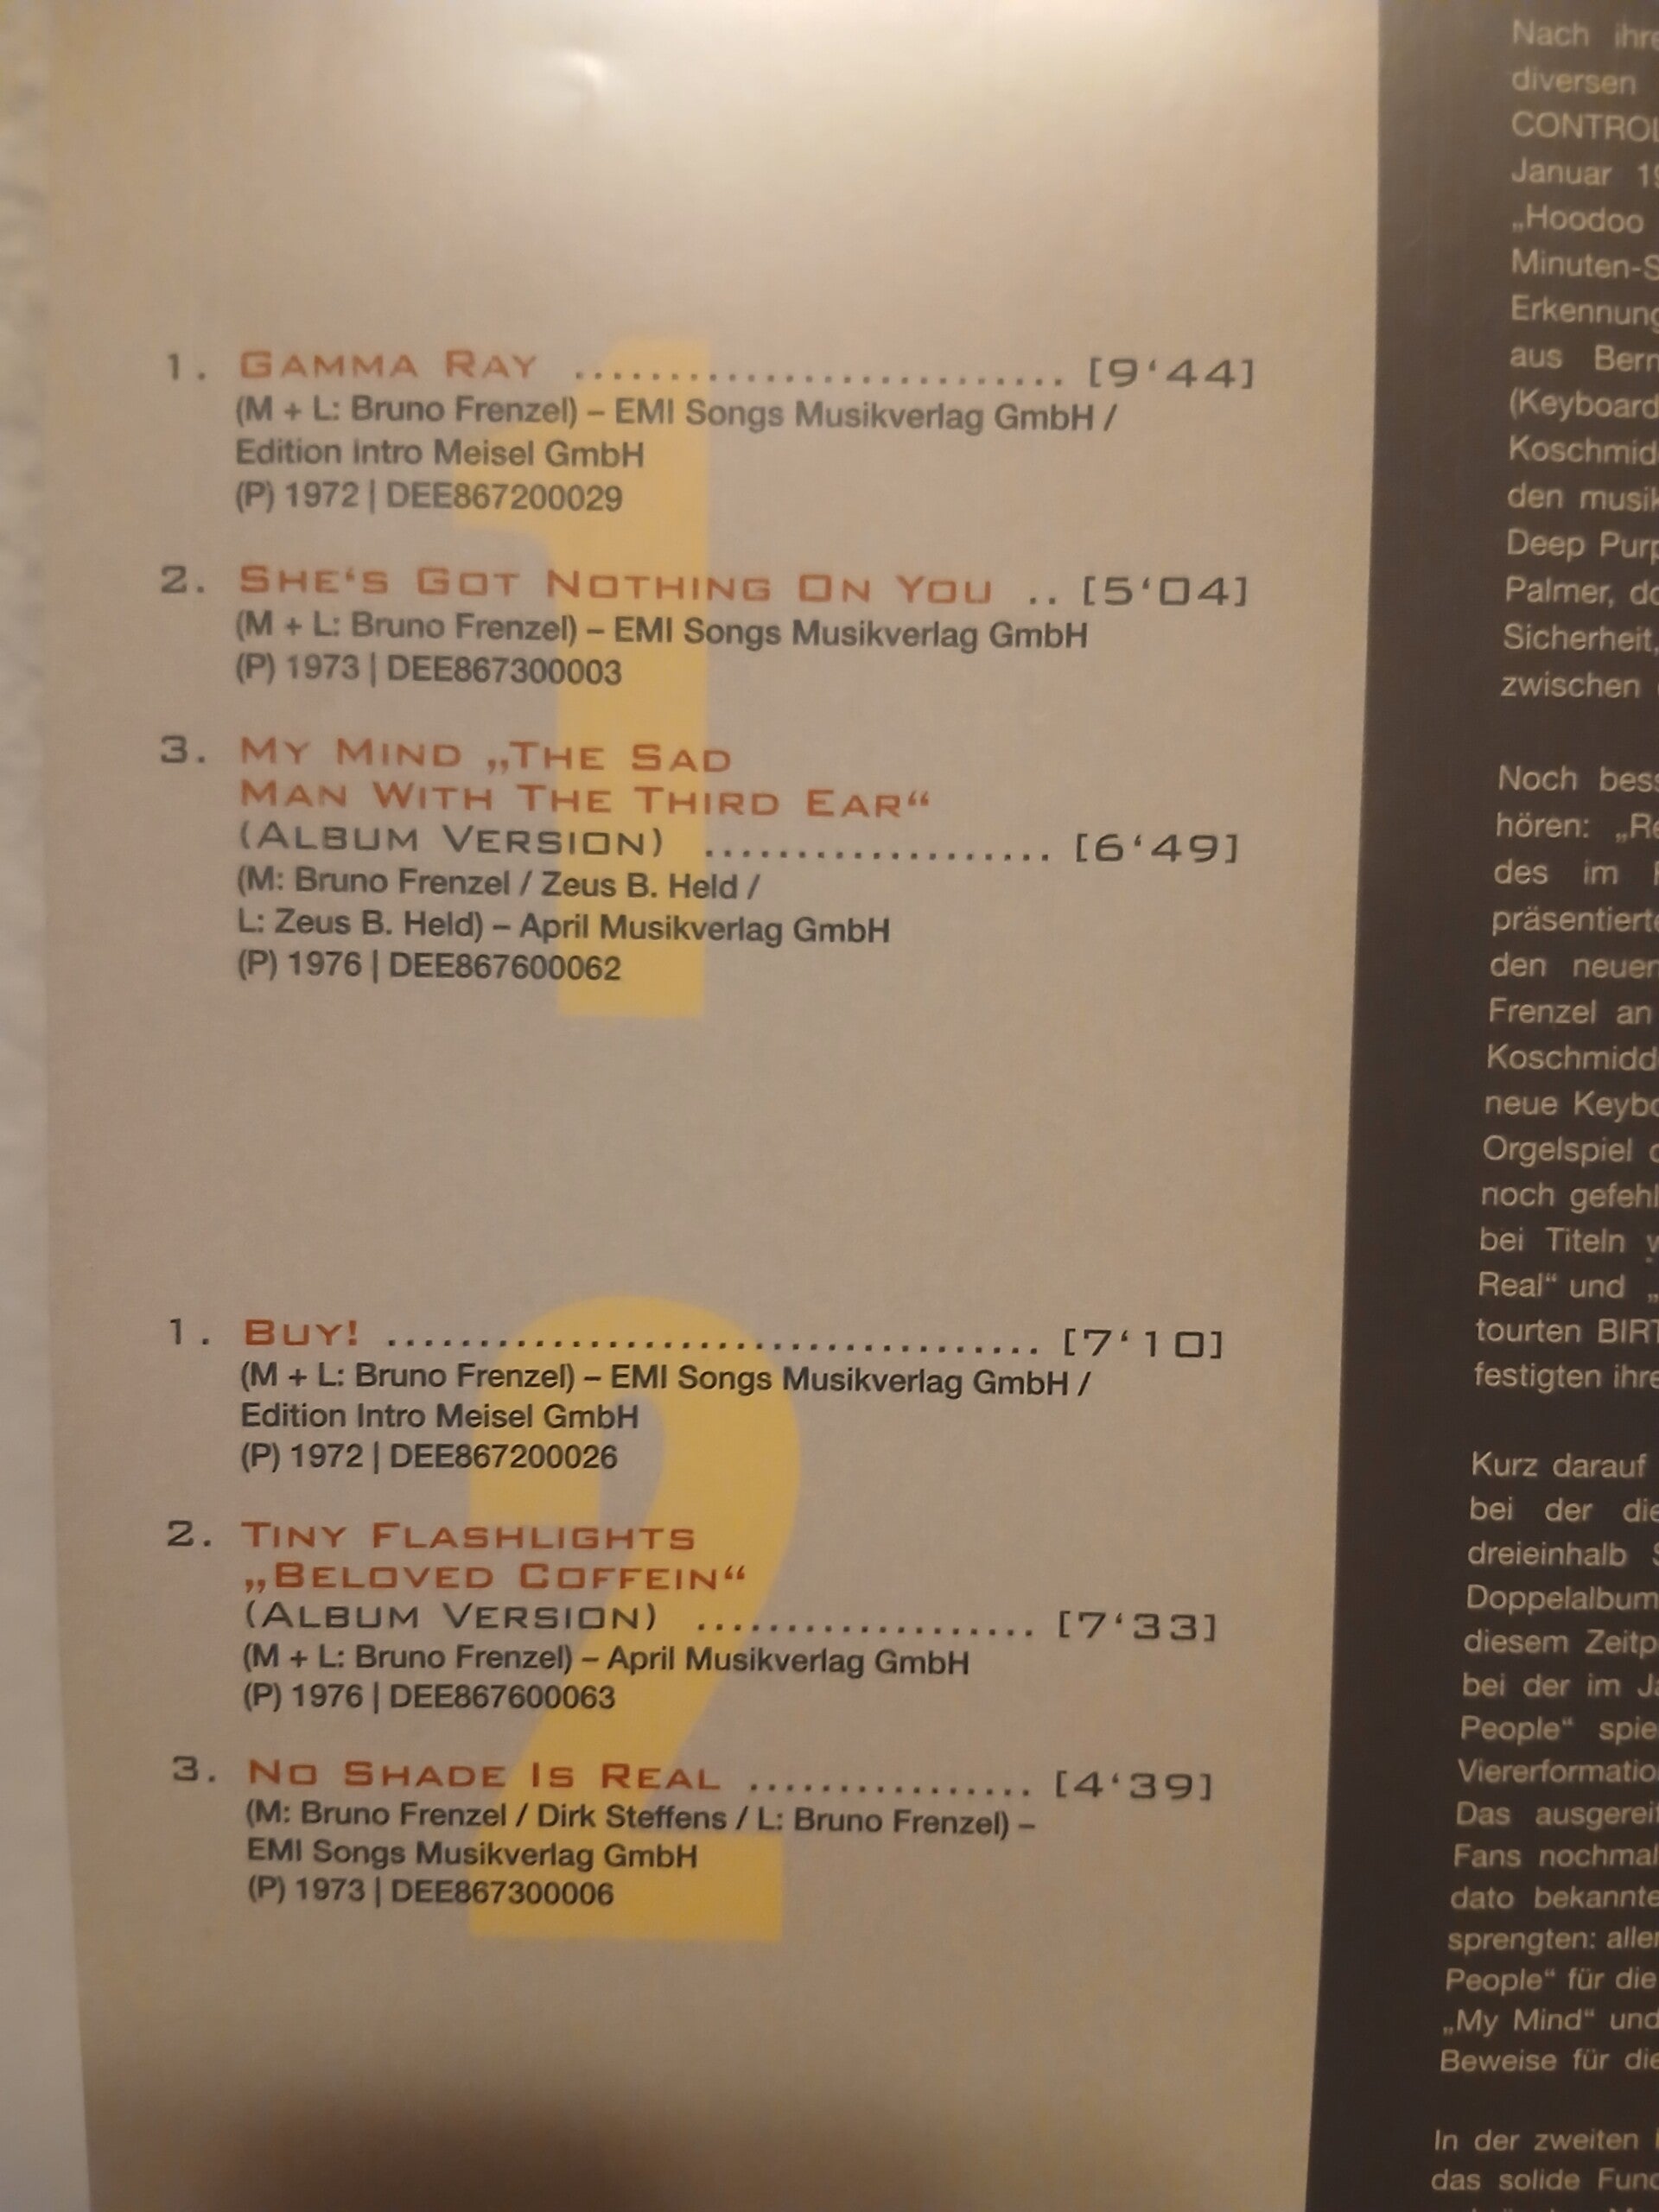 1. GAMMA RAY .......................... [9‘44]
(M + L: Bruno Frenzel) – EMI Songs Musikverlag GmbH /
Edition Intro Meisel GmbH
(P) 1972 | DEE867200029
2. SHE‘S GOT NOTHING ON YOU .. [5‘04]
(M + L: Bruno Frenzel) – EMI Songs Musikverlag GmbH
(P) 1973 | DEE867300003
3. MY MIND „THE SAD
MAN WITH THE THIRD EAR“
(ALBUM VERSION) ................... [6‘49]
(M: Bruno Frenzel / Zeus B. Held /
L: Zeus B. Held) – April Musikverlag GmbH
(P) 1976 | DEE867600062
1
1. BUY! .................................... [7‘10]
(M + L: Bruno Frenzel) – EMI Songs Musikverlag GmbH /
Edition Intro Meisel GmbH
(P) 1972 | DEE867200026
2. TINY FLASHLIGHTS
„BELOVED COFFEIN“
(ALBUM VERSION) ................... [7‘33]
(M + L: Bruno Frenzel) – April Musikverlag GmbH
(P) 1976 | DEE867600063
3. NO SHADE IS REAL ................ [4‘39]
(M: Bruno Frenzel / Dirk Steffens / L: Bruno Frenzel) –
EMI Songs Musikverlag GmbH
(P) 1973 | DEE867300006
2
Nach
diversen
Januar
„Hoodoo
aus
den
Palmer,
Sicherheit,
zwischen
Noch
hören:
des im
den
Frenzel an
neue
Orgelspiel
noch
bei Titeln
Real“ und
tourten
festigten
Kurz darauf
bei der
dreieinhalb
diesem
bei der im
People“
Das
Fans
dato
sprengten:
People“ für die
„My Mind“ und
Beweise für
In der zweiten
das solide